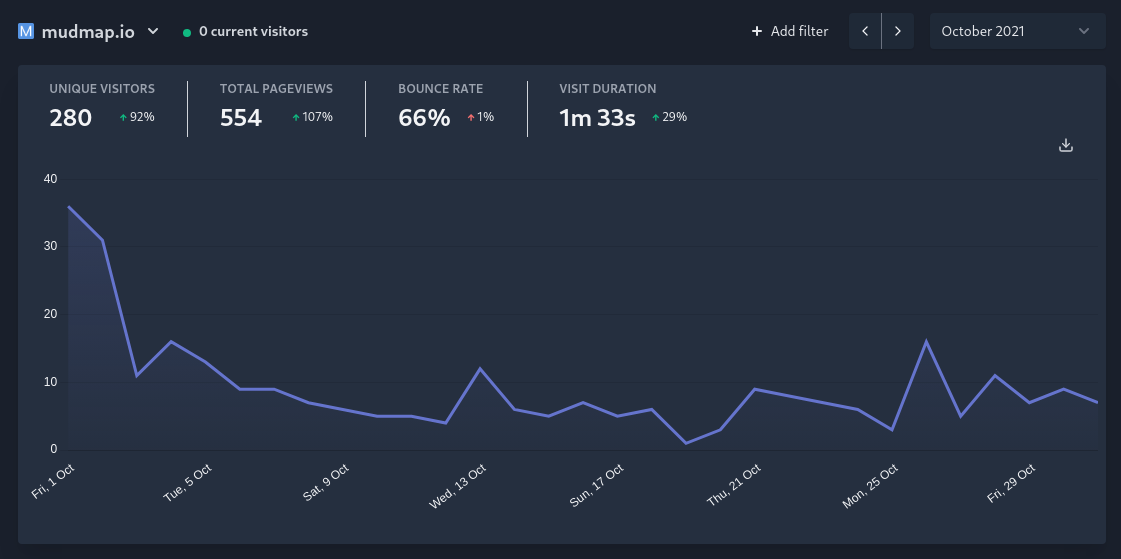 M mudmap.io 0 current visitors + Add filter October 2021
UNIQUE VISITORS TOTAL PAGEVIEWS BOUNCE RATE VISIT DURATION
280 ↑ 92% 554 ↑ 107% 66% ↑ 1% 1m 33s ↑ 29%
40
30
20
10
0
Fri, 1 Oct Tue, 5 Oct Sat, 9 Oct Wed, 13 Oct Sun, 17 Oct Thu, 21 Oct Mon, 25 Oct Fri, 29 Oct